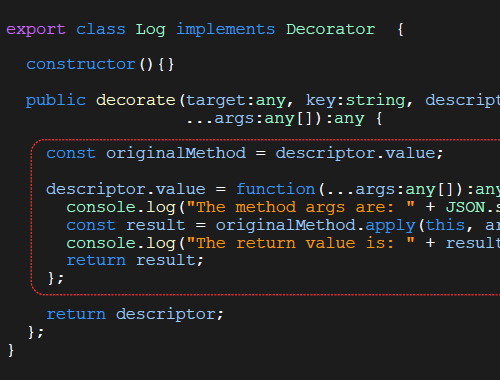 export class Log implements Decorator {
constructor(){}
public decorate(target:any, key:string, descript
...args:any[]):any {
const originalMethod = descriptor.value;
descriptor.value = function(...args:any[]):any
console.log("The method args are: " + JSON.s
const result = originalMethod.apply(this, ar
console.log("The return value is: " + result
return result;
};
return descriptor;
};
}